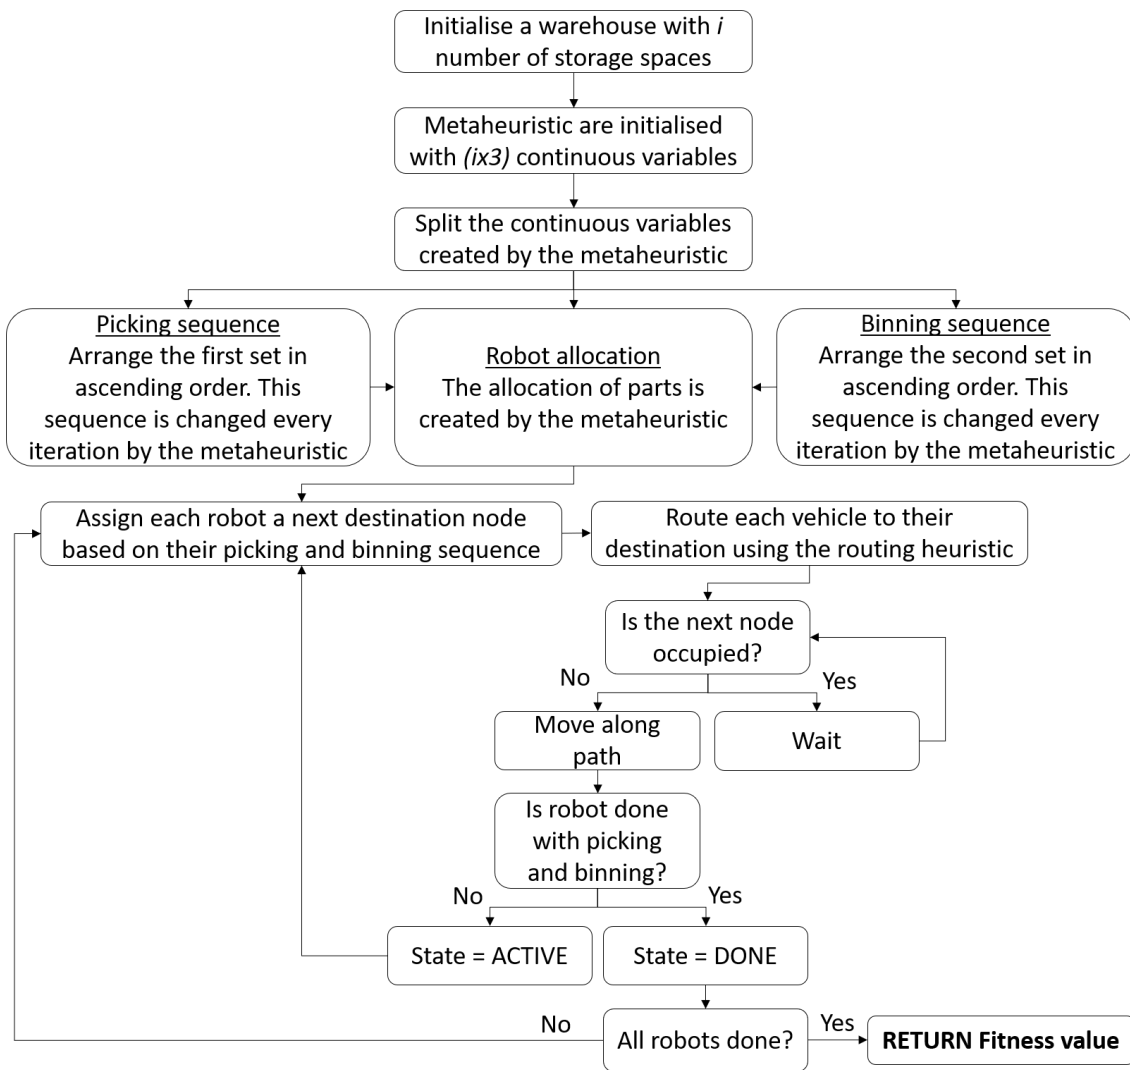 Initialise a warehouse with i
number of storage spaces
Metaheuristic are initialised
with (ix3) continuous variables
Split the continuous variables
created by the metaheuristic
Picking sequence
Arrange the first set in
ascending order. This
sequence is changed every
iteration by the metaheuristic
Robot allocation
The allocation of parts is
created by the metaheuristic
Binning sequence
Arrange the second set in
ascending order. This
sequence is changed every
iteration by the metaheuristic
Assign each robot a next destination node
based on their picking and binning sequence
Route each vehicle to their
destination using the routing heuristic
Is the next node
occupied?
No
Yes
Move along
path
Wait
Is robot done
with picking
and binning?
No
Yes
State = ACTIVE
State = DONE
No
All robots done?
Yes
RETURN Fitness value